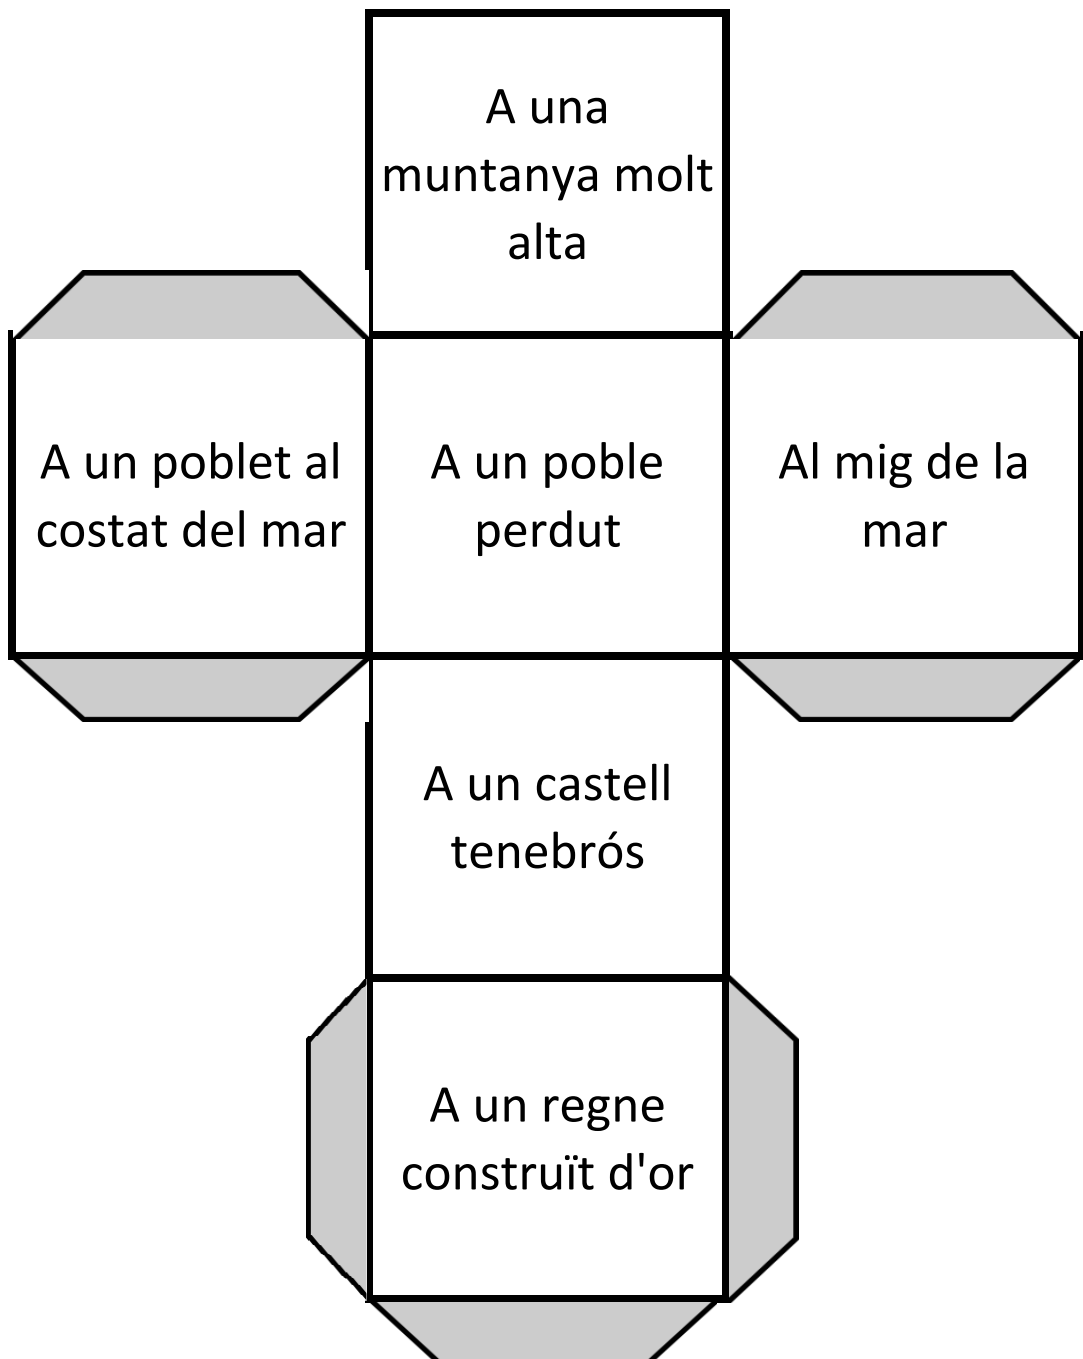 A una
muntanya molt
alta
A un poblet al
costat del mar
A un poble
perdut
Al mig de la
mar
A un castell
tenebrós
A un regne
construït d'or